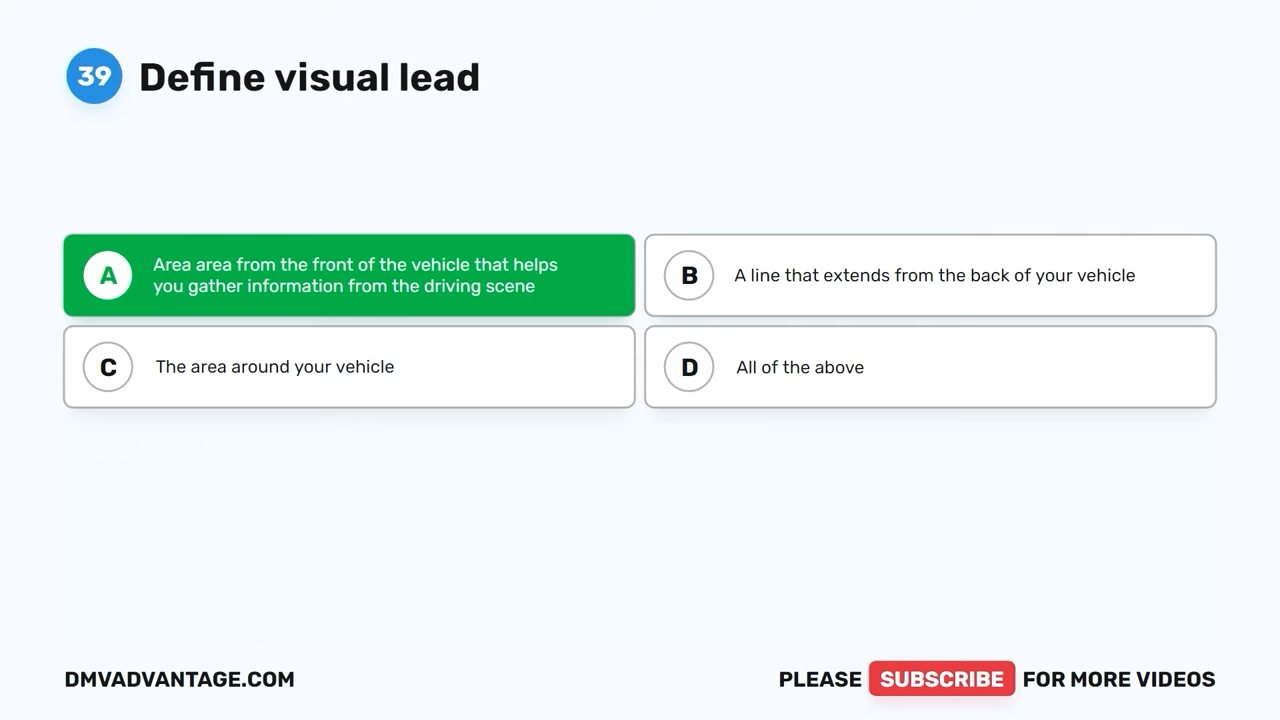 39 Define visual lead
A Area area from the front of the vehicle that helps
you gather information from the driving scene
B A line that extends from the back of your vehicle
C The area around your vehicle
D All of the above
DMVADVANTAGE.COM
PLEASE SUBSCRIBE FOR MORE VIDEOS